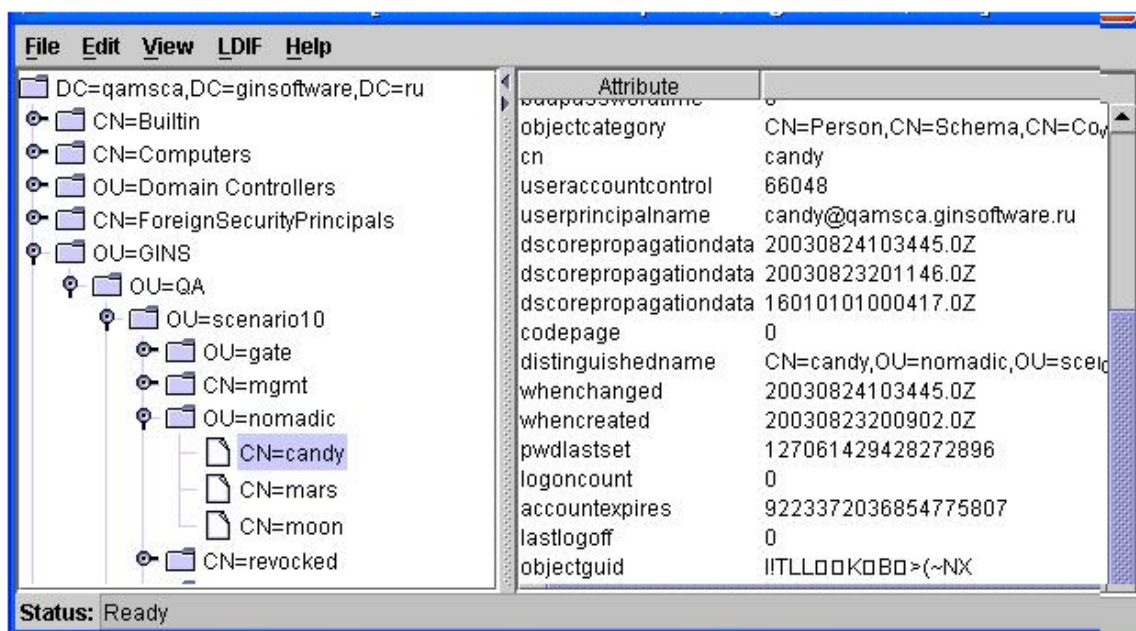 File Edit View LDIF Help
DC=qamsca,DC=ginsoftware,DC=ru
CN=Builtin
CN=Computers
OU=Domain Controllers
CN=ForeignSecurityPrincipals
OU=GINS
OU=QA
OU=scenario10
OU=gate
CN=mgmt
OU=nomadic
CN=candy
CN=mars
CN=moon
CN=revocked
Attribute
badpasswordtime 0
objectcategory CN=Person,CN=Schema,CN=Co
cn candy
useraccountcontrol 66048
userprincipalname candy@qamsca.ginsoftware.ru
dscorepropagationdata 20030824103445.0Z
dscorepropagationdata 20030823201146.0Z
dscorepropagationdata 16010101000417.0Z
codepage 0
distinguishedname CN=candy,OU=nomadic,OU=sce
whenchanged 20030824103445.0Z
whencreated 20030823200902.0Z
pwdlastset 127061429428272896
logoncount 0
accountexpires 9223372036854775807
lastlogoff 0
objectguid
Status: Ready